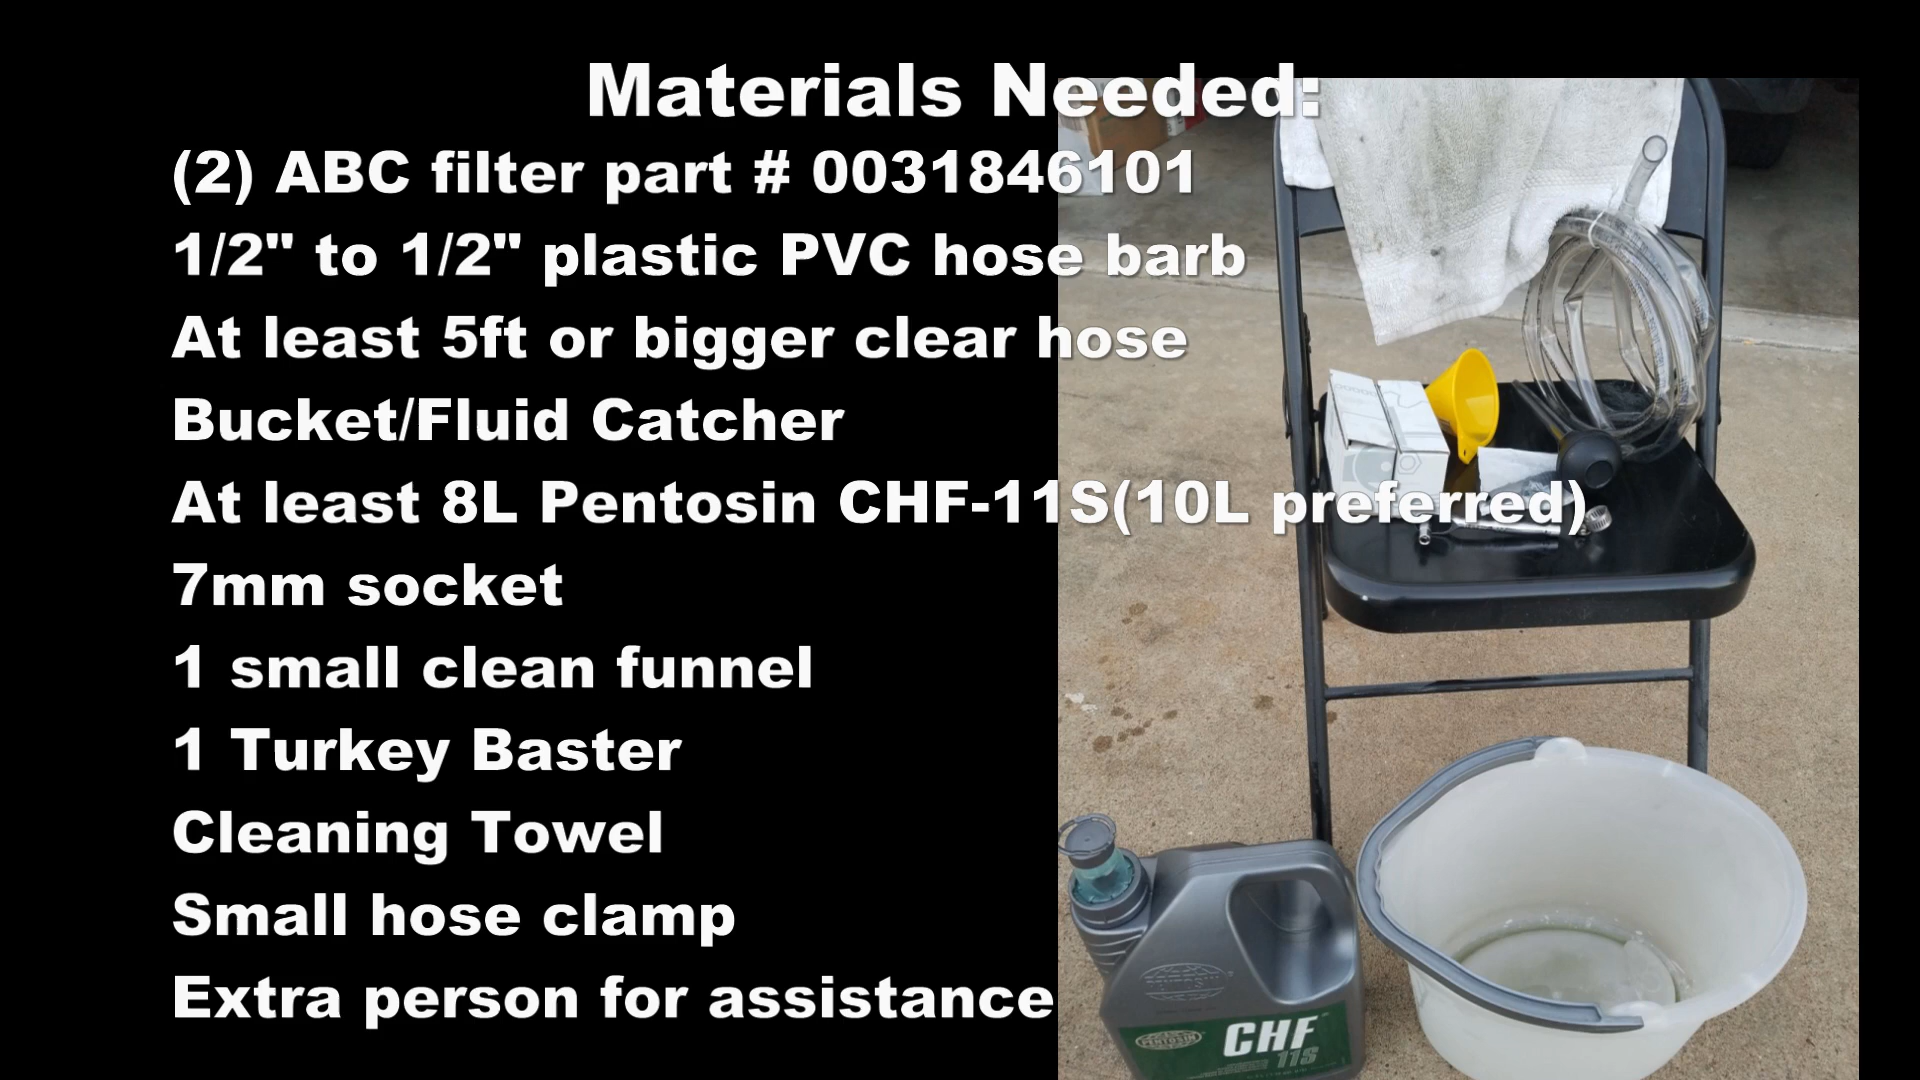 Materials Needed:
(2) ABC filter part # 0031846101
1/2" to 1/2" plastic PVC hose barb
At least 5ft or bigger clear hose
Bucket/Fluid Catcher
At least 8L Pentosin CHF-11S(10L preferred)
7mm socket
1 small clean funnel
1 Turkey Baster
Cleaning Towel
Small hose clamp
Extra person for assistance
PENTOSIN
CHF
11S